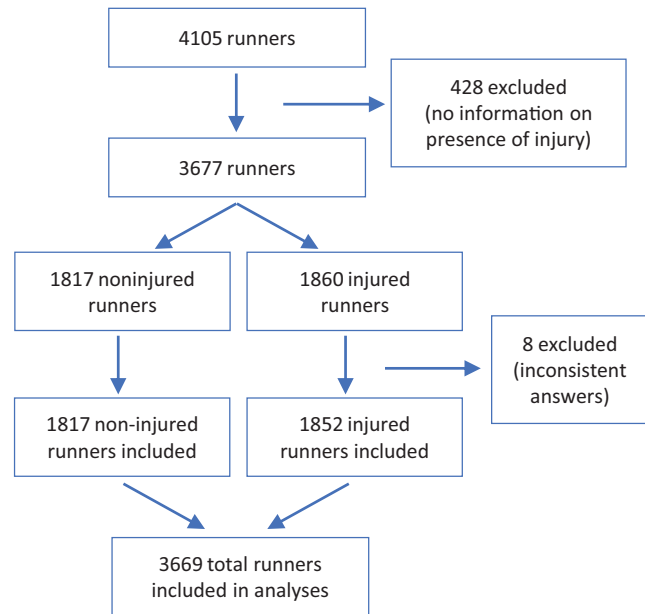 4105 runners
428 excluded
(no information on
presence of injury)
3677 runners
1817 noninjured
runners
1860 injured
runners
8 excluded
(inconsistent
answers)
1817 non-injured
runners included
1852 injured
runners included
3669 total runners
included in analyses